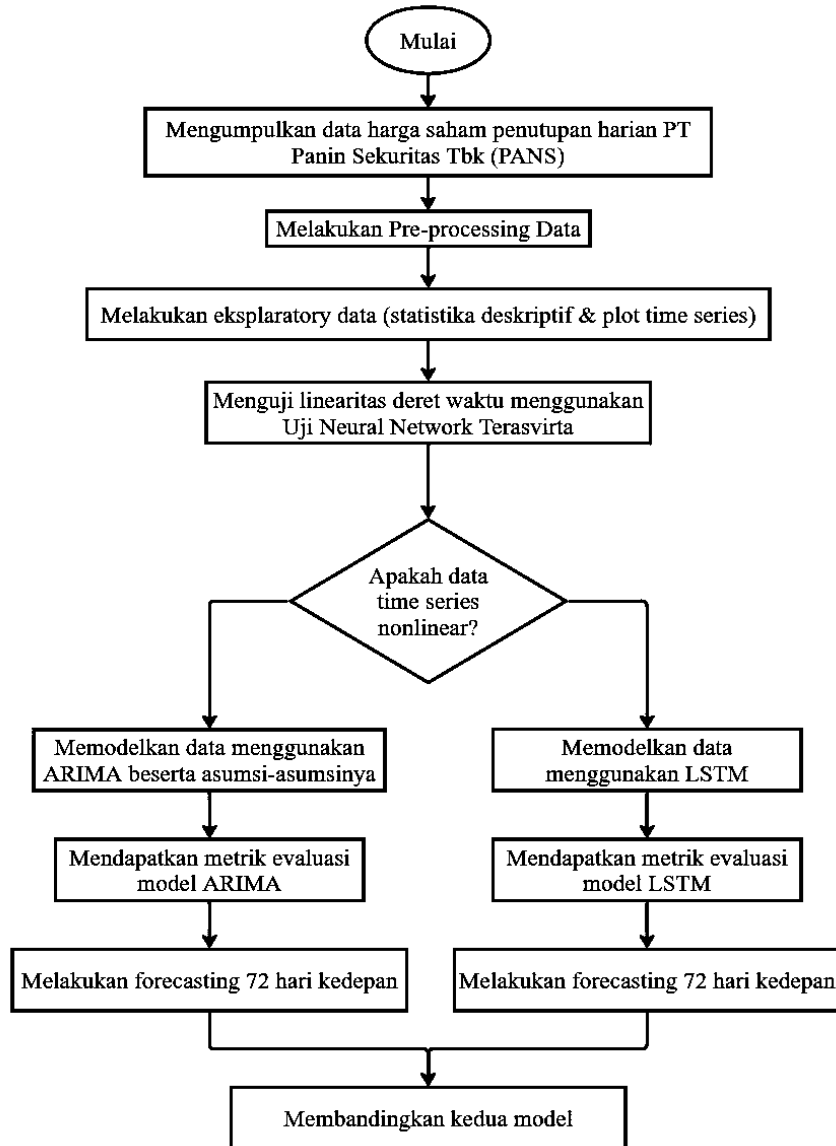 Mulai
Mengumpulkan data harga saham penutupan harian PT
Panin Sekuritas Tbk (PANS)
Melakukan Pre-processing Data
Melakukan eksplaratory data (statistika deskriptif & plot time series)
Menguji linearitas deret waktu menggunakan
Uji Neural Network Terasvirta
Apakah data
time series
nonlinear?
Memodelkan data menggunakan
ARIMA beserta asumsi-asumsinya
Mendapatkan metrik evaluasi
model ARIMA
Melakukan forecasting 72 hari kedepan
Memodelkan data
menggunakan LSTM
Mendapatkan metrik evaluasi
model LSTM
Melakukan forecasting 72 hari kedepan
Membandingkan kedua model